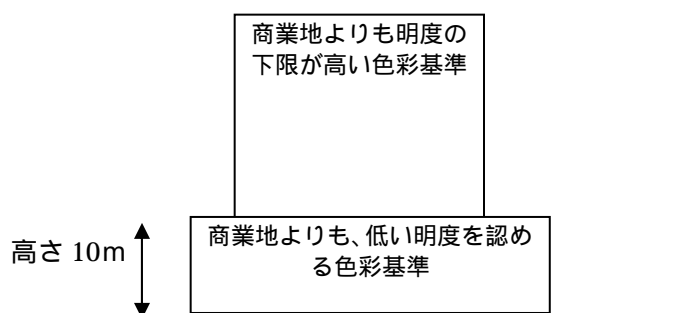 商業地よりも明度の
下限が高い色彩基準
高さ 10m
商業地よりも、低い明度を認め
る色彩基準